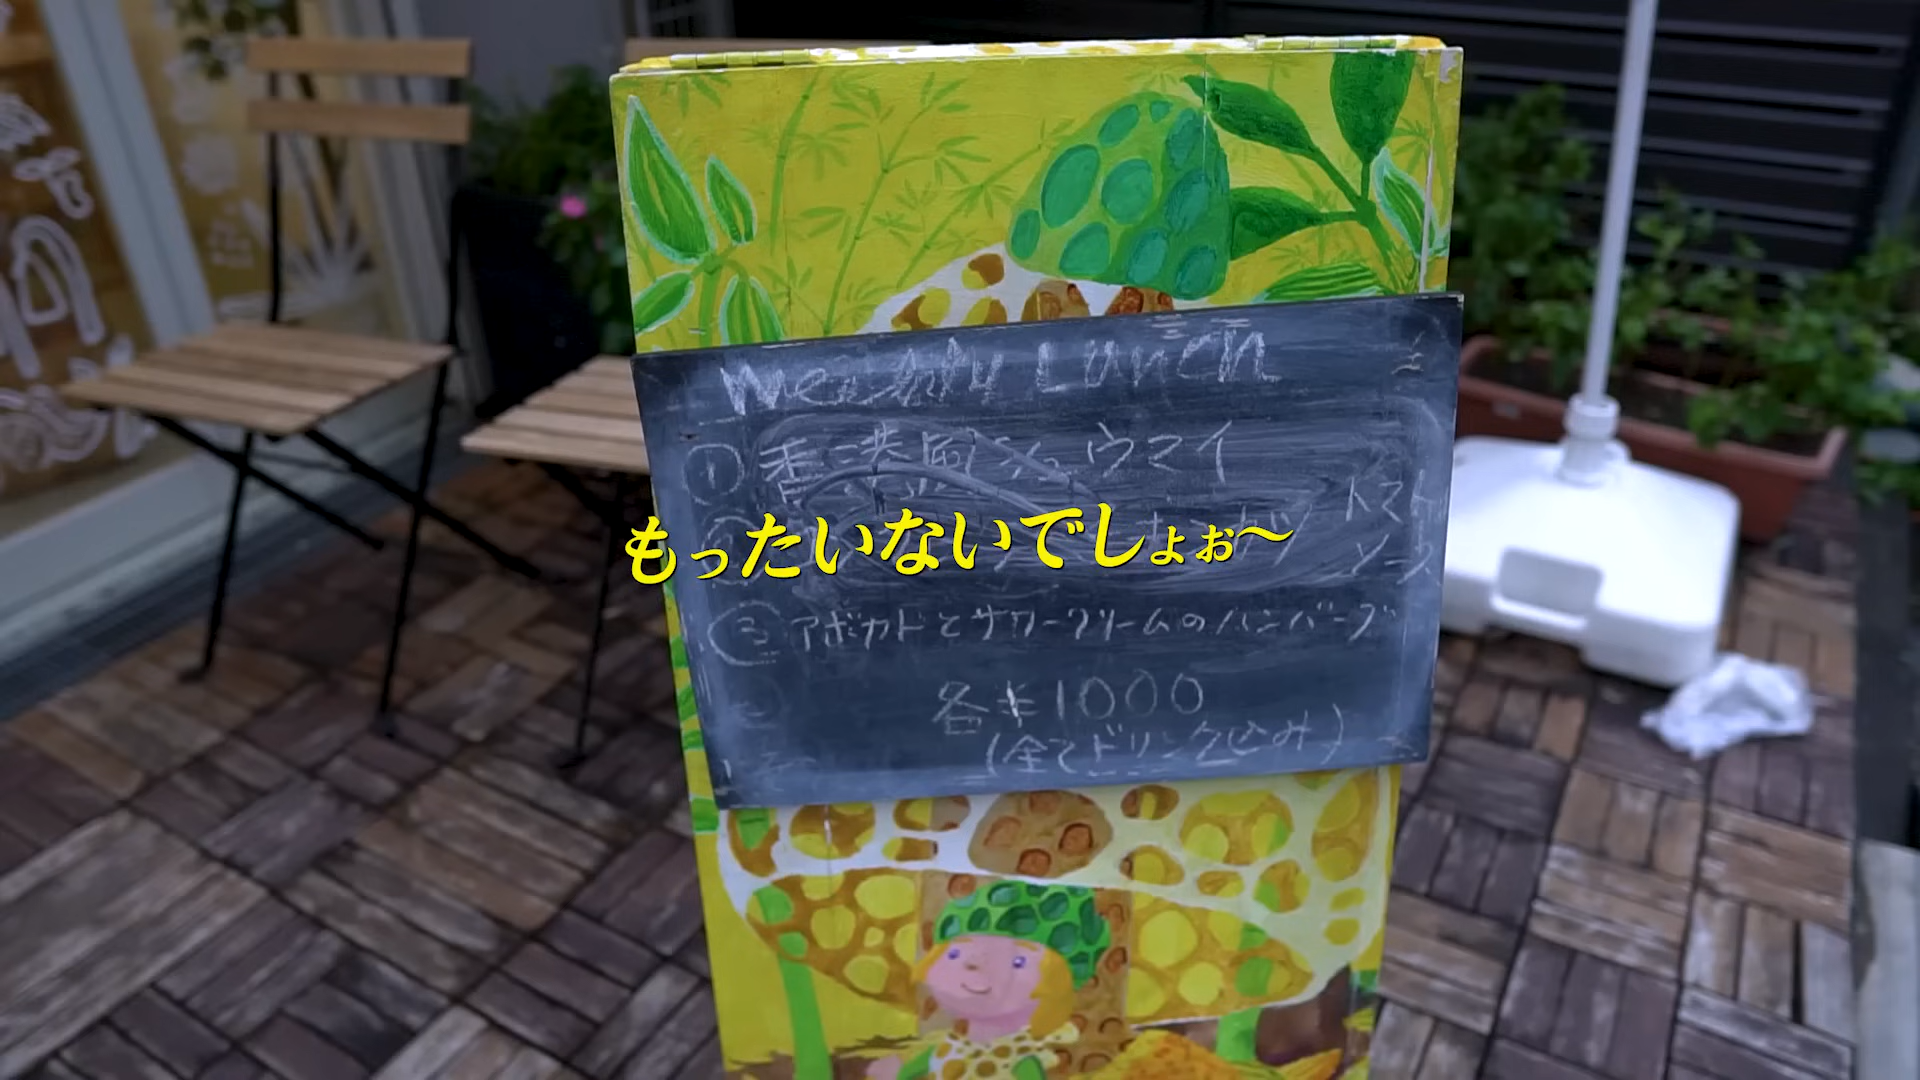 Weekly Lunch
① 香港風シュウマイ
トマト
ソース
もったいないでしょぉ〜
③ アボカドとサワークリームのハンバーグ
各¥1000
(全てドリンク込み)